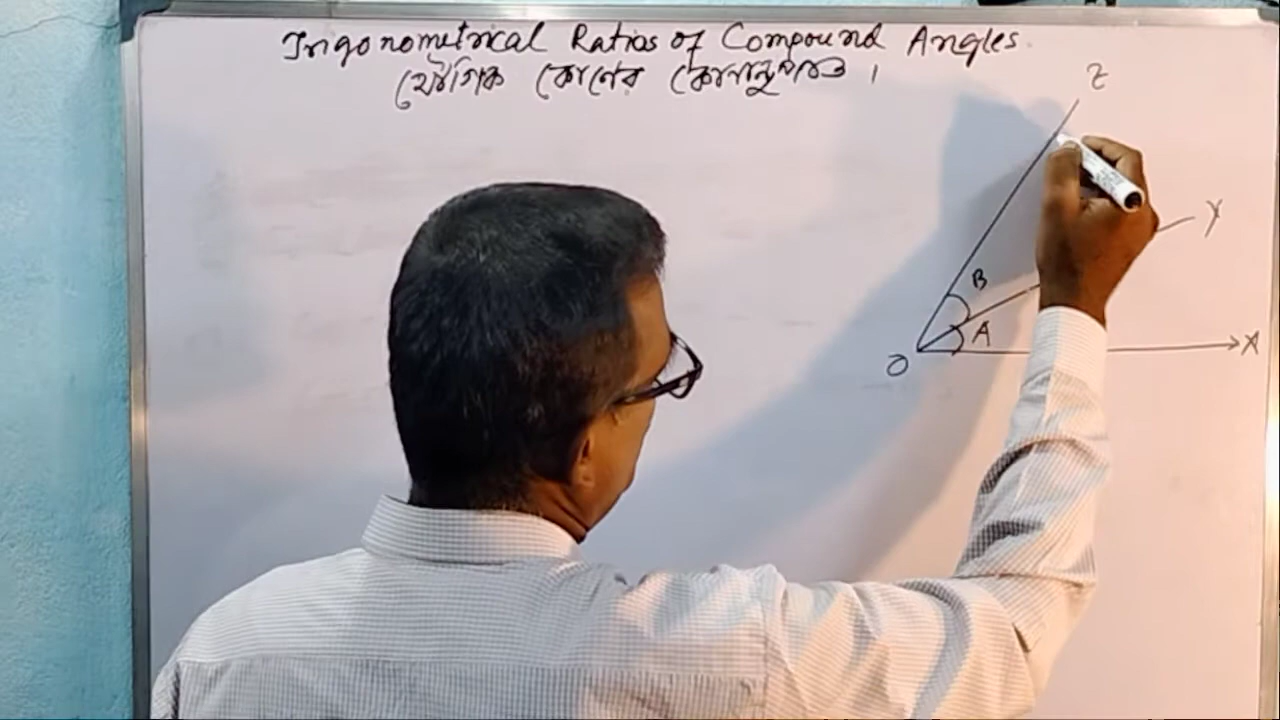 Trigonometrical Ratios of Compound Angles.
যৌগিক কোণের কোণানুপাত ।
Z
Y
B
A
O
X